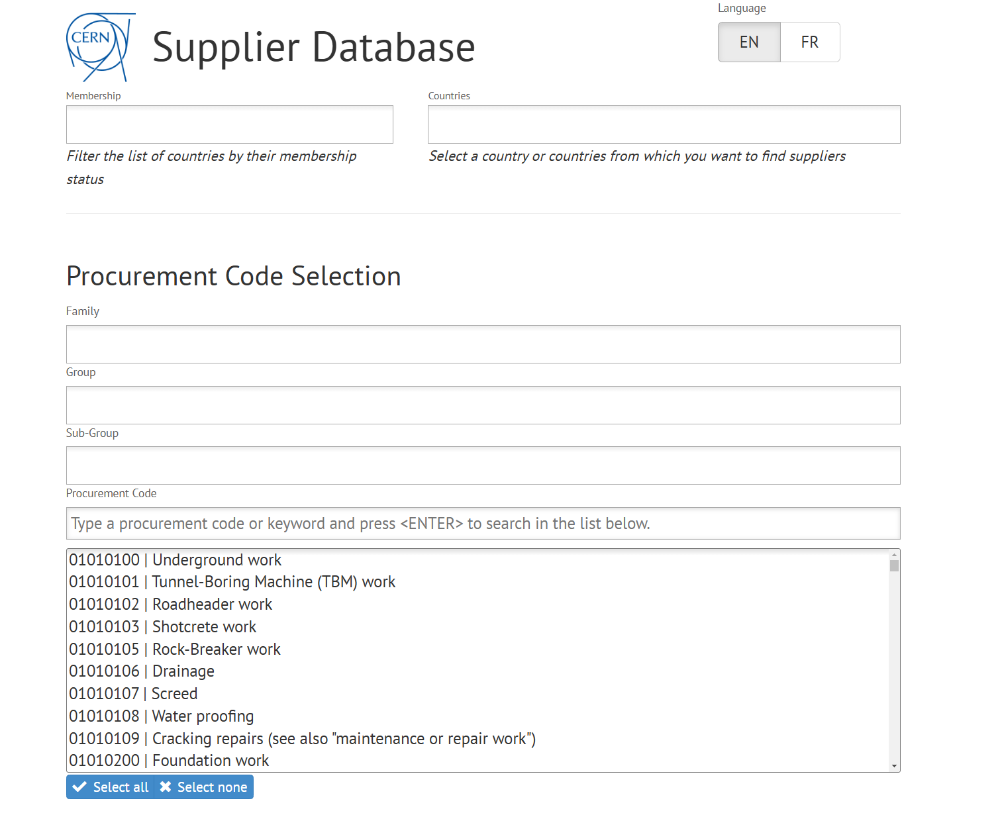 CERN
Supplier Database
Language
EN
FR
Membership
Countries
Filter the list of countries by their membership
status
Select a country or countries from which you want to find suppliers
Procurement Code Selection
Family
Group
Sub-Group
Procurement Code
Type a procurement code or keyword and press <ENTER> to search in the list below.
01010100 | Underground work
01010101 | Tunnel-Boring Machine (TBM) work
01010102 | Roadheader work
01010103 | Shotcrete work
01010105 | Rock-Breaker work
01010106 | Drainage
01010107 | Screed
01010108 | Water proofing
01010109 | Cracking repairs (see also "maintenance or repair work")
01010200 | Foundation work
Select all
Select none